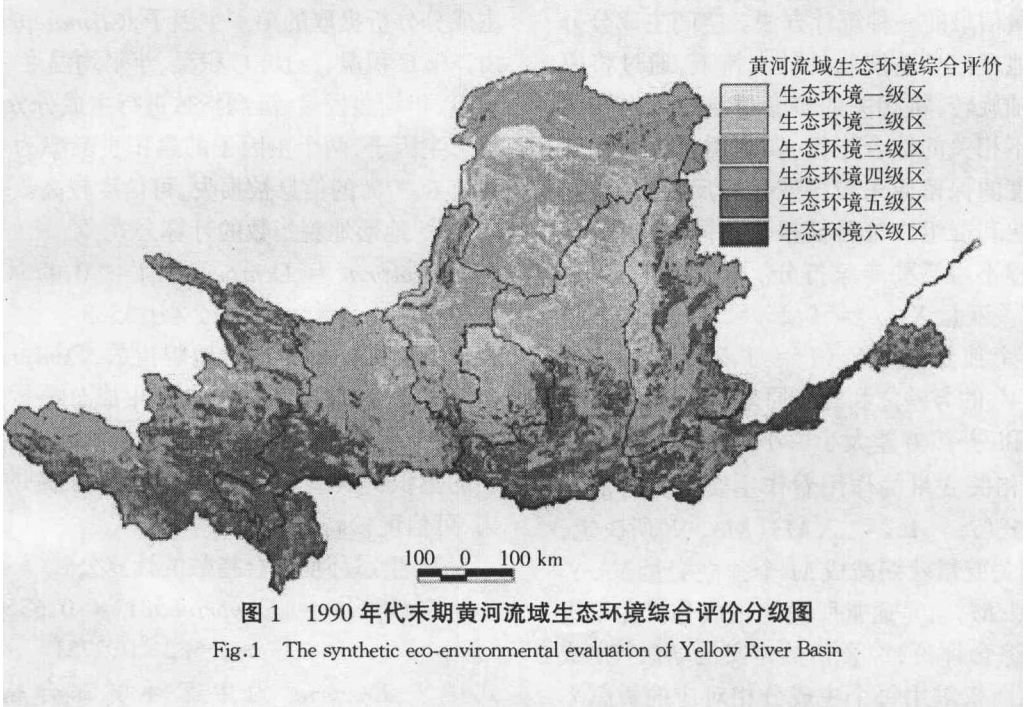 黄河流域生态环境综合评价
生态环境一级区
生态环境二级区
生态环境三级区
生态环境四级区
生态环境五级区
生态环境六级区
100 0 100 km
图 1 1990 年代末期黄河流域生态环境综合评价分级图
Fig.1 The synthetic eco-environmental evaluation of Yellow River Basin